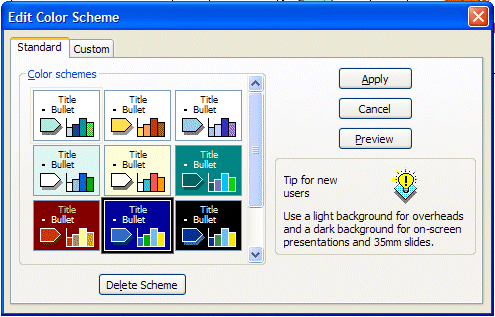 Edit Color Scheme
Standard
Custom
Color schemes
Title
• Bullet
Title
• Bullet
Title
• Bullet
Title
• Bullet
Title
• Bullet
Title
• Bullet
Title
• Bullet
Title
• Bullet
Title
• Bullet
Delete Scheme
Apply
Cancel
Preview
Tip for new
users
Use a light background for overheads
and a dark background for on-screen
presentations and 35mm slides.